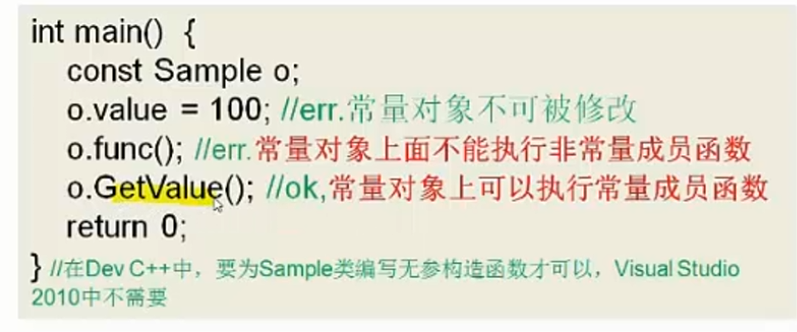 int main() {
const Sample o;
o.value = 100; //err.常量对象不可被修改
o.func(); //err.常量对象上面不能执行非常量成员函数
o.GetValue(); //ok,常量对象上可以执行常量成员函数
return 0;
} //在Dev C++中，要为Sample类编写无参构造函数才可以，Visual Studio
2010中不需要